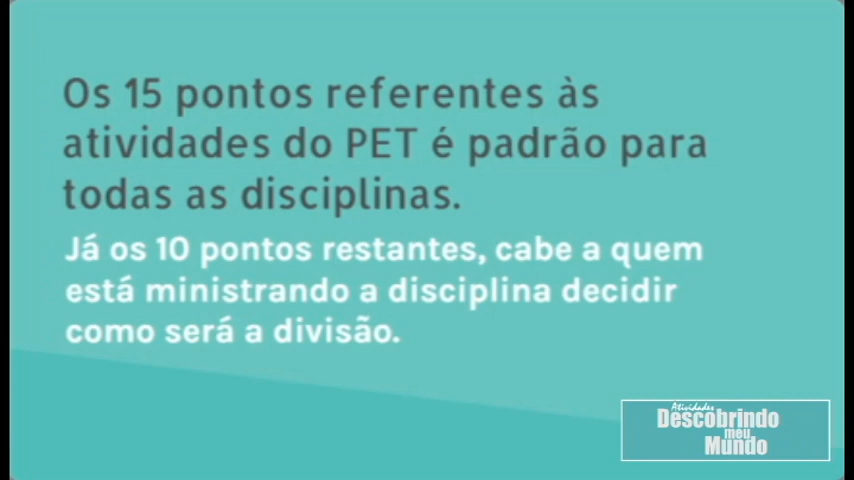 Os 15 pontos referentes às
atividades do PET é padrão para
todas as disciplinas.
Já os 10 pontos restantes, cabe a quem
está ministrando a disciplina decidir
como será a divisão.
Atividades
Descobrindo
meu
Mundo